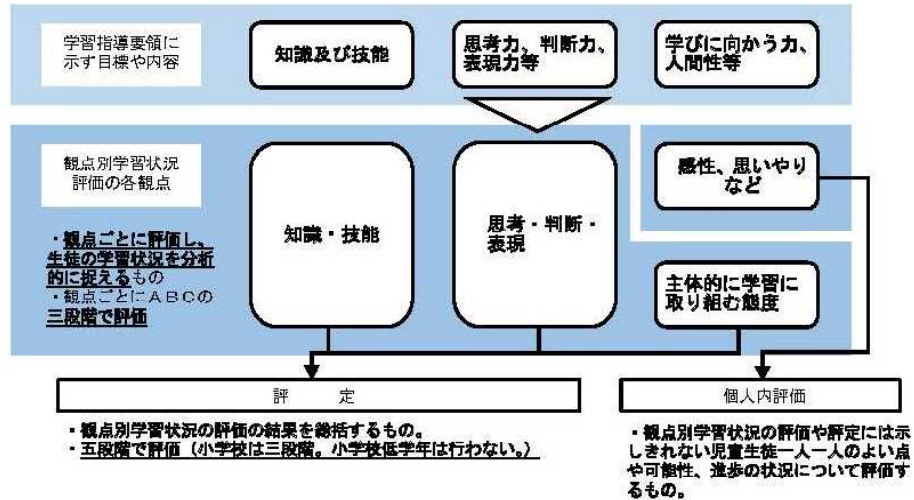 学習指導要領に
示す目標や内容
知識及び技能
思考力、判断力、
表現力等
学びに向かう力、
人間性等
観点別学習状況
評価の各観点
・観点ごとに評価し、
生徒の学習状況を分析
的に捉えるもの
・観点ごとにＡＢＣの
三段階で評価
知識・技能
思考・判断・
表現
感性、思いやり
など
主体的に学習に
取り組む態度
評 定
・観点別学習状況の評価の結果を総括するもの。
・五段階で評価（小学校は三段階。小学校低学年は行わない。）
個人内評価
・観点別学習状況の評価や評定には示
しきれない児童生徒一人一人のよい点
や可能性、進歩の状況について評価す
るもの。